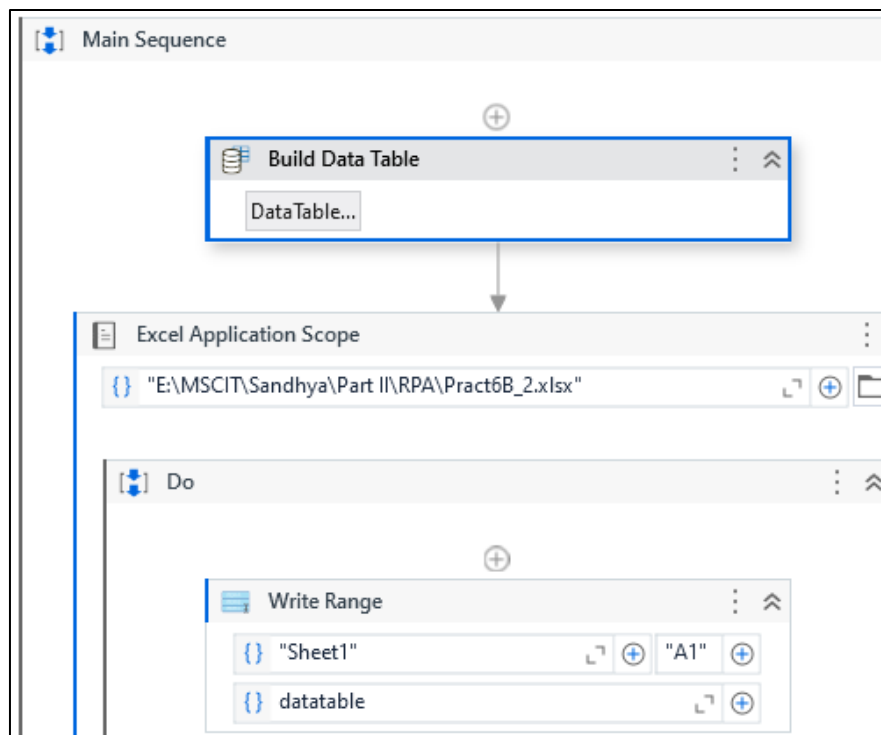 Main Sequence
Build Data Table
DataTable...
Excel Application Scope
"E:\MSCIT\Sandhya\Part II\RPA\Pract6B_2.xlsx"
Do
Write Range
"Sheet1" "A1"
datatable